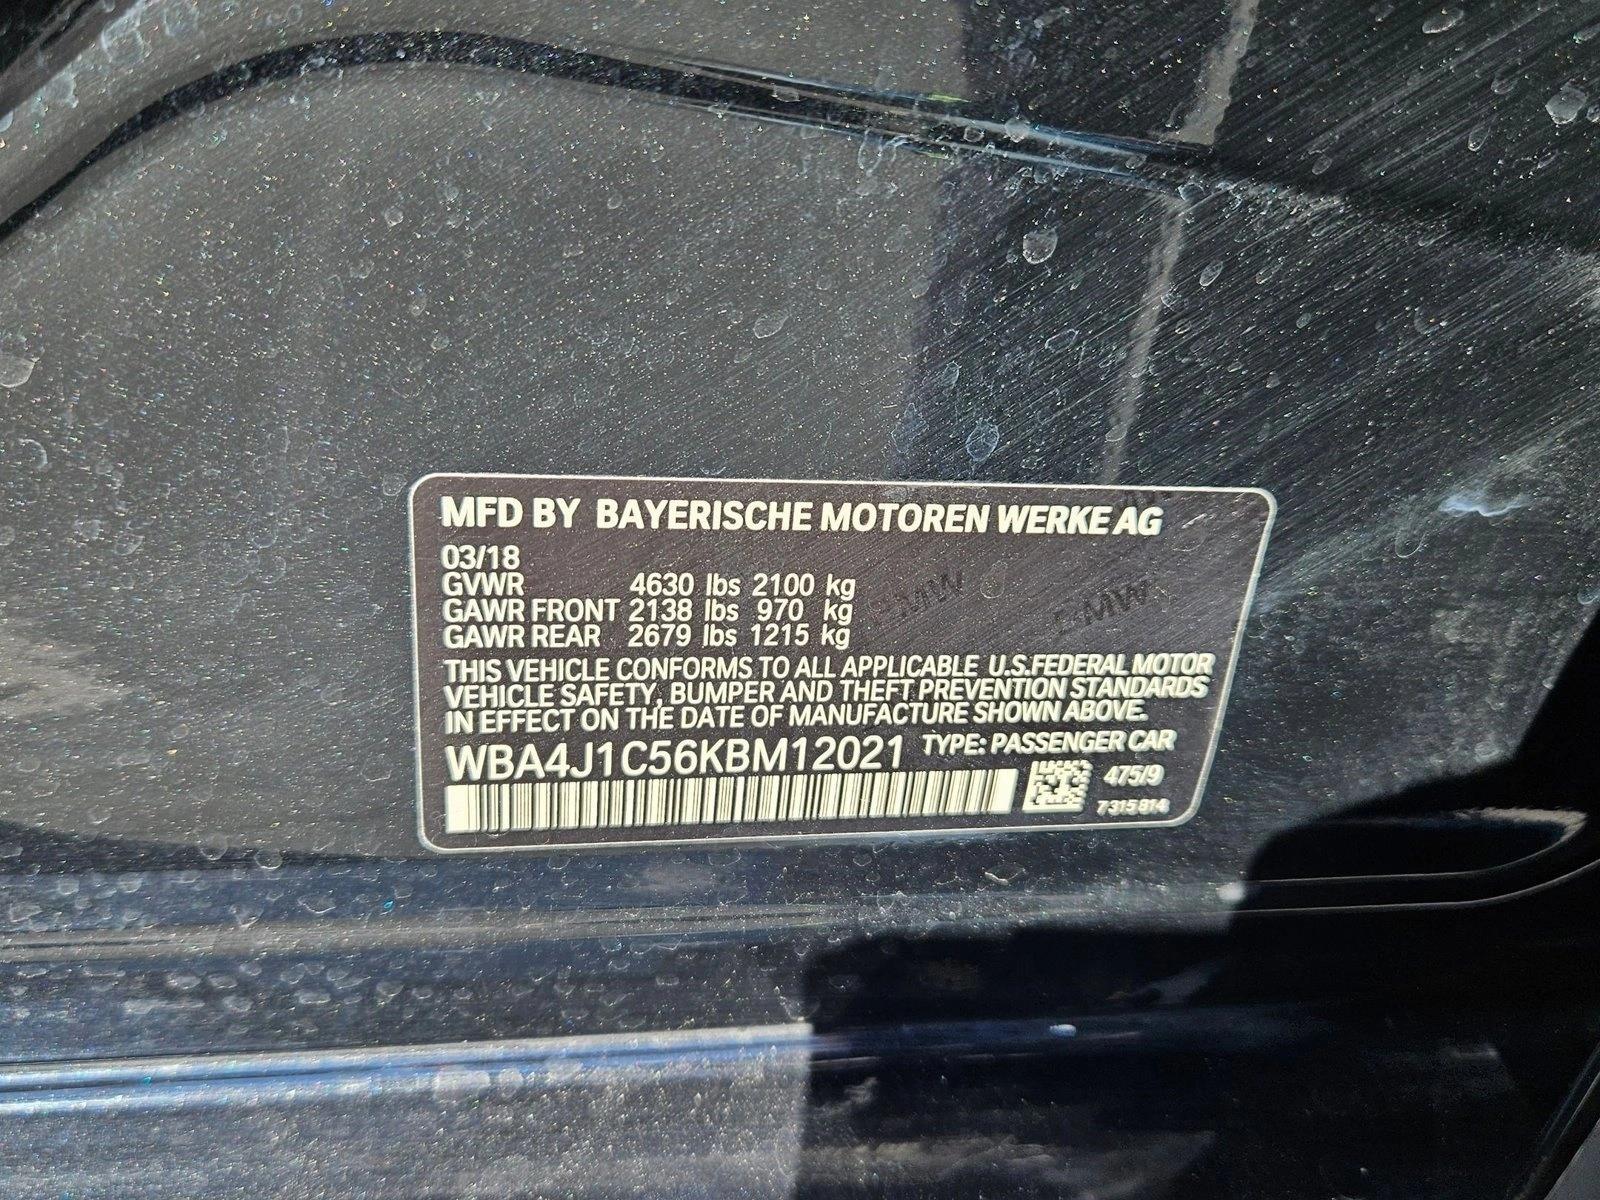 MFD BY BAYERISCHE MOTOREN WERKE AG
03/18
GVWR 4630 lbs 2100 kg
GAWR FRONT 2138 lbs 970 kg
GAWR REAR 2679 lbs 1215 kg
THIS VEHICLE CONFORMS TO ALL APPLICABLE U.S.FEDERAL MOTOR
VEHICLE SAFETY, BUMPER AND THEFT PREVENTION STANDARDS
IN EFFECT ON THE DATE OF MANUFACTURE SHOWN ABOVE.
WBA4J1C56KBM12021 TYPE: PASSENGER CAR
475/9
7315814